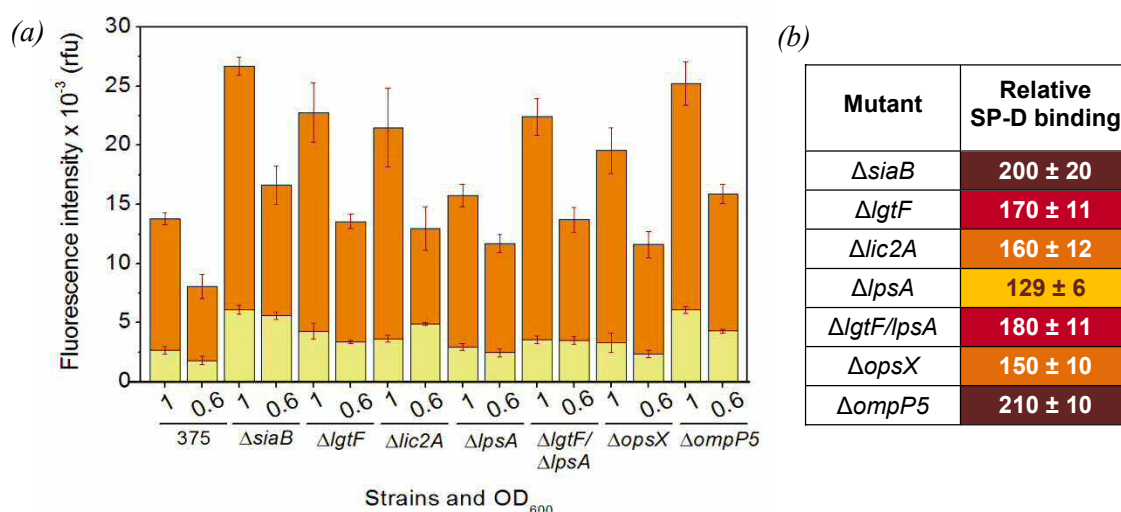 (a)
Fluorescence intensity x 10⁻³ (rfu)
30
25
20
15
10
5
0
1 0.6 1 0.6 1 0.6 1 0.6 1 0.6 1 0.6 1 0.6 1 0.6
375 ΔsiaB ΔlgtF Δlic2A ΔlpsA ΔlgtF/ ΔopsX ΔompP5
ΔlpsA
Strains and OD₆₀₀
(b)
Mutant Relative
SP-D binding
ΔsiaB 200 ± 20
ΔlgtF 170 ± 11
Δlic2A 160 ± 12
ΔlpsA 129 ± 6
ΔlgtF/lpsA 180 ± 11
ΔopsX 150 ± 10
ΔompP5 210 ± 10